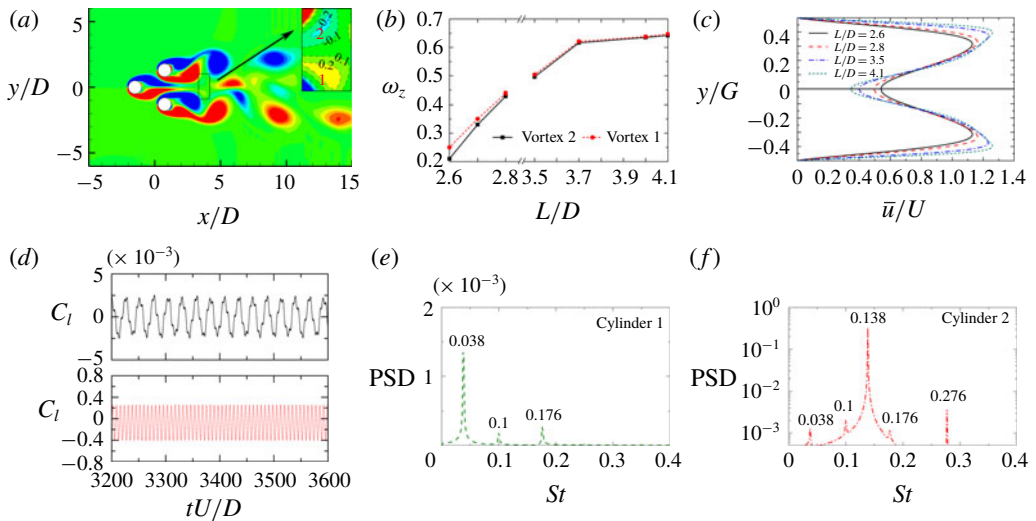 (a)
5
0
−5
y/D
−5 0 5 10 15
x/D
-0.2
2
-0.1
0.2
0.1
1
(b)
0.7
0.6
0.5
0.4
0.3
0.2
ω_z
Vortex 2 Vortex 1
2.6 2.7 2.8 3.5 3.7 3.9 4.1
L/D
(c)
0.4
0
−0.4
y/G
L/D = 2.6
L/D = 2.8
L/D = 3.5
L/D = 4.1
0 0.2 0.4 0.6 0.8 1.0 1.2 1.4
u̅/U
(d)
(× 10⁻³)
5
0
−5
C_l
0.8
0.4
0
−0.4
−0.8
C_l
3200 3300 3400 3500 3600
tU/D
(e)
(× 10⁻³)
2
1
PSD
Cylinder 1
0.038
0.1
0.176
0 0.1 0.2 0.3 0.4
St
(f)
10⁰
10⁻¹
10⁻²
10⁻³
PSD
0.138
Cylinder 2
0.276
0.038
0.1
0.176
0 0.1 0.2 0.3 0.4
St